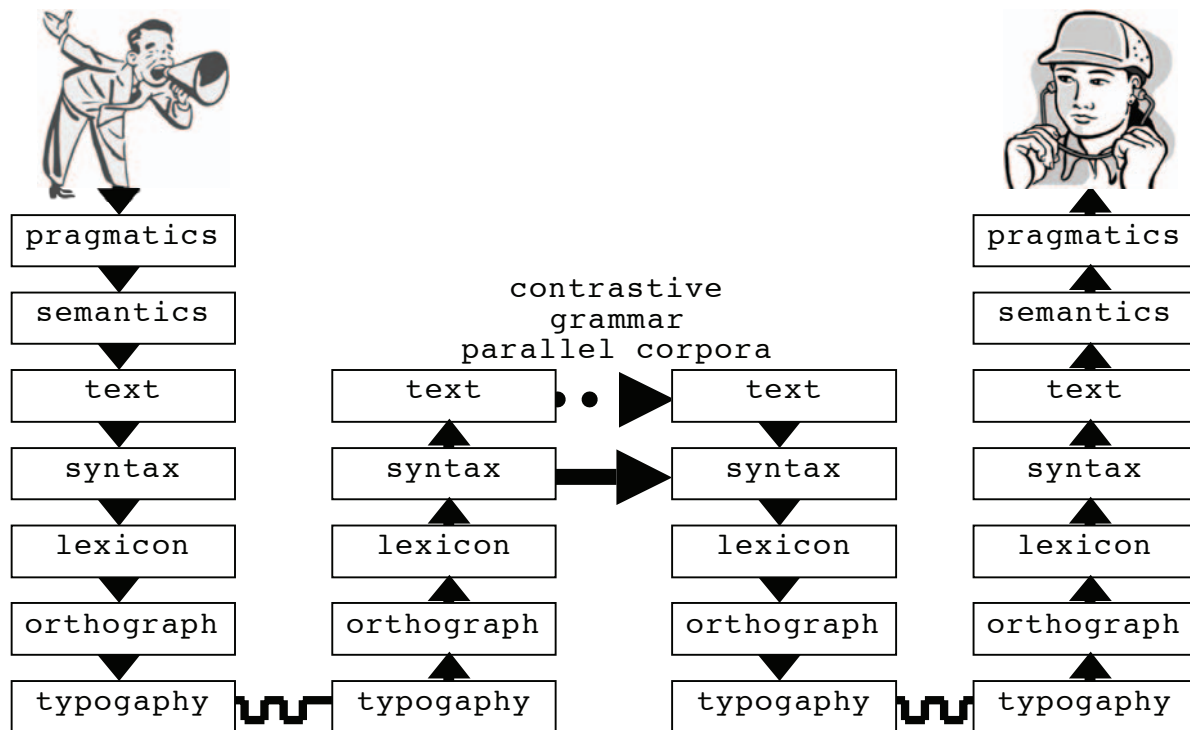 pragmatics
semantics
text
syntax
lexicon
orthograph
typogaphy
text
syntax
lexicon
orthograph
typogaphy
contrastive
grammar
parallel corpora
text
syntax
lexicon
orthograph
typogaphy
pragmatics
semantics
text
syntax
lexicon
orthograph
typogaphy